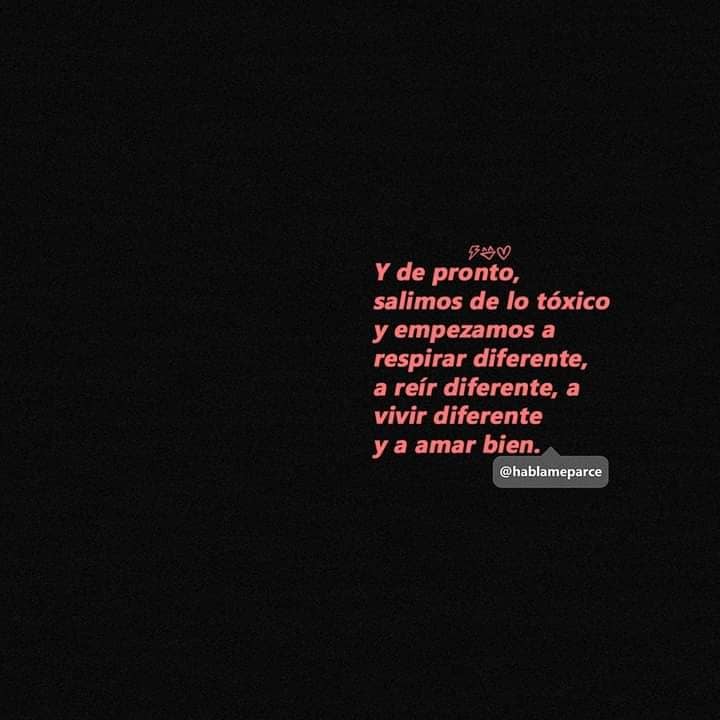 Y de pronto,
salimos de lo tóxico
y empezamos a
respirar diferente,
a reír diferente, a
vivir diferente
y a amar bien.
@hablameparce